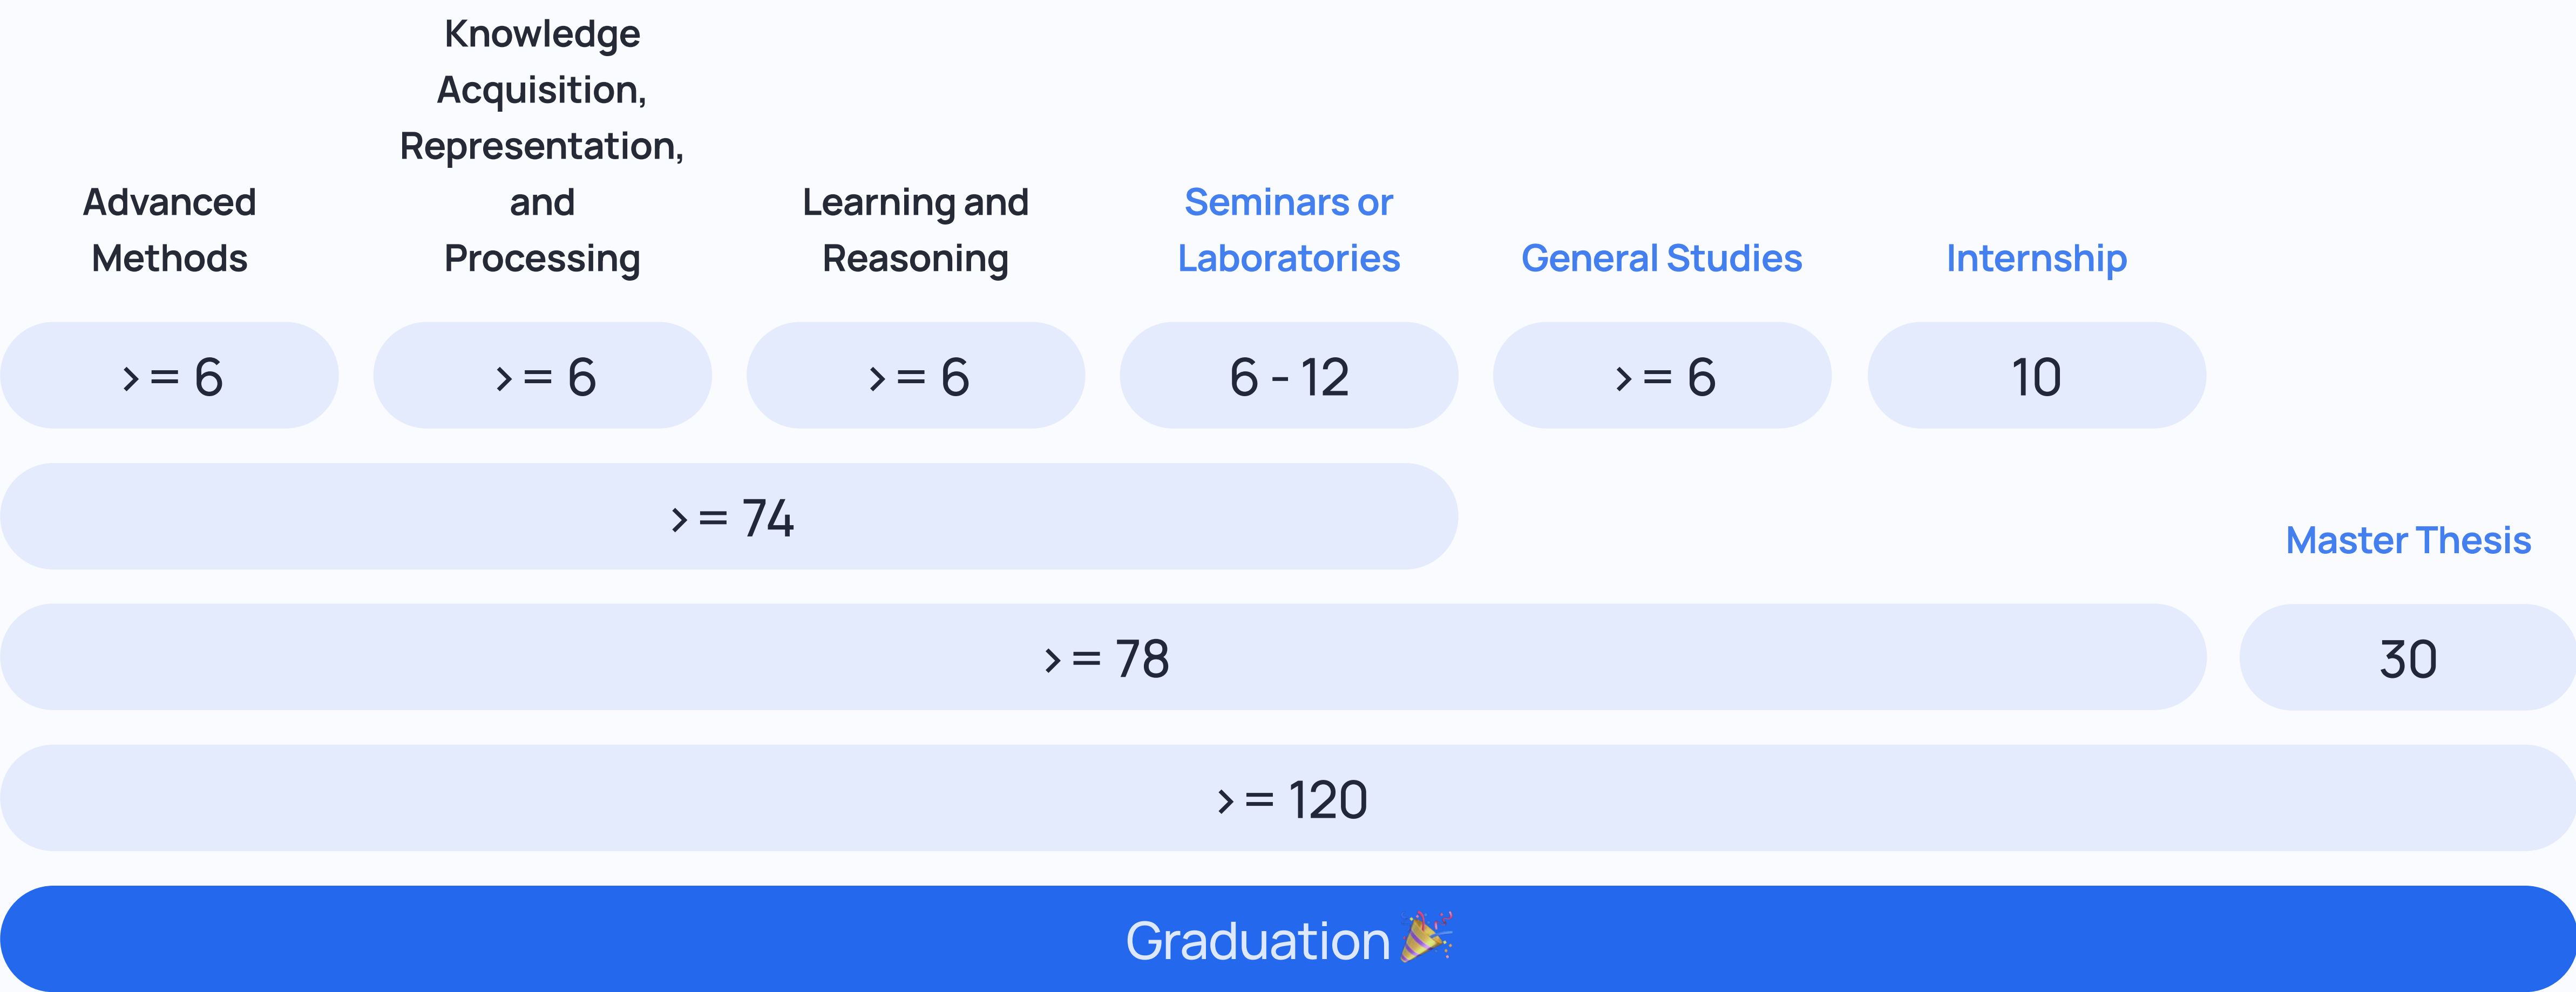 Knowledge
Acquisition,
Representation,
and
Processing
Advanced
Methods
Learning and
Reasoning
Seminars or
Laboratories
General Studies
Internship
>= 6
>= 6
>= 6
6 - 12
>= 6
10
>= 74
Master Thesis
>= 78
30
>= 120
Graduation 🎉